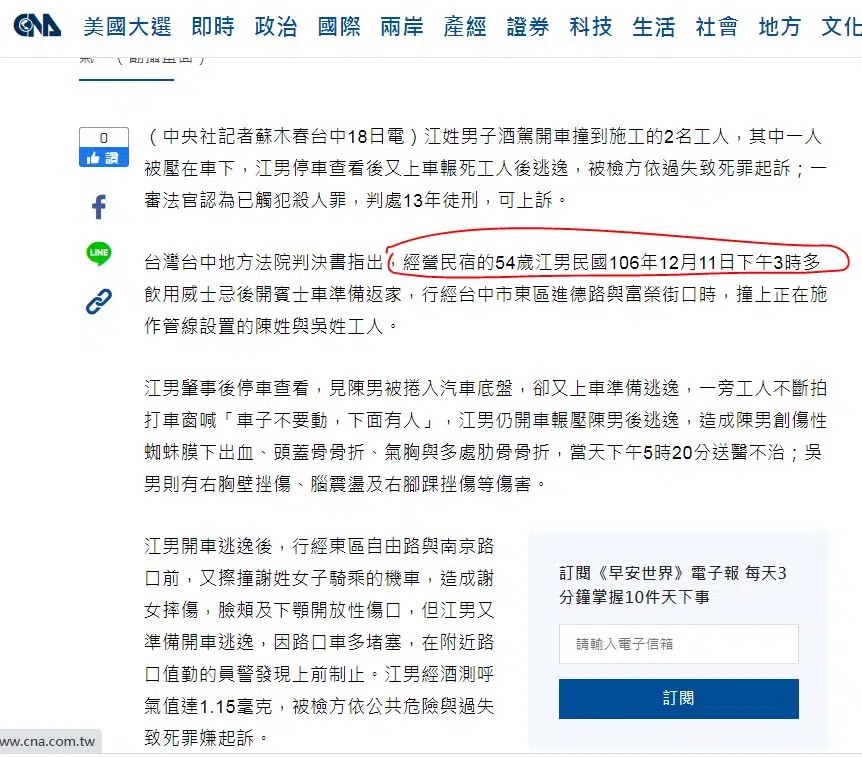 CNA 美國大選 即時 政治 國際 兩岸 產經 證券 科技 生活 社會 地方 文化
0
讚
（中央社記者蘇木春台中18日電）江姓男子酒駕開車撞到施工的2名工人，其中一人
被壓在車下，江男停車查看後又上車輾死工人後逃逸，被檢方依過失致死罪起訴；一
審法官認為已觸犯殺人罪，判處13年徒刑，可上訴。
LINE
台灣台中地方法院判決書指出，經營民宿的54歲江男民國106年12月11日下午3時多
飲用威士忌後開賓士車準備返家，行經台中市東區進德路與富榮街口時，撞上正在施
作管線設置的陳姓與吳姓工人。
江男肇事後停車查看，見陳男被捲入汽車底盤，卻又上車準備逃逸，一旁工人不斷拍
打車窗喊「車子不要動，下面有人」，江男仍開車輾壓陳男後逃逸，造成陳男創傷性
蜘蛛膜下出血、頭蓋骨骨折、氣胸與多處肋骨骨折，當天下午5時20分送醫不治；吳
男則有右胸壁挫傷、腦震盪及右腳踝挫傷等傷害。
江男開車逃逸後，行經東區自由路與南京路
口前，又擦撞謝姓女子騎乘的機車，造成謝
女摔傷，臉頰及下顎開放性傷口，但江男又
準備開車逃逸，因路口車多堵塞，在附近路
口值勤的員警發現上前制止。江男經酒測呼
氣值達1.15毫克，被檢方依公共危險與過失
致死罪嫌起訴。
訂閱《早安世界》電子報 每天3
分鐘掌握10件天下事
請輸入電子信箱
訂閱
ww.cna.com.tw